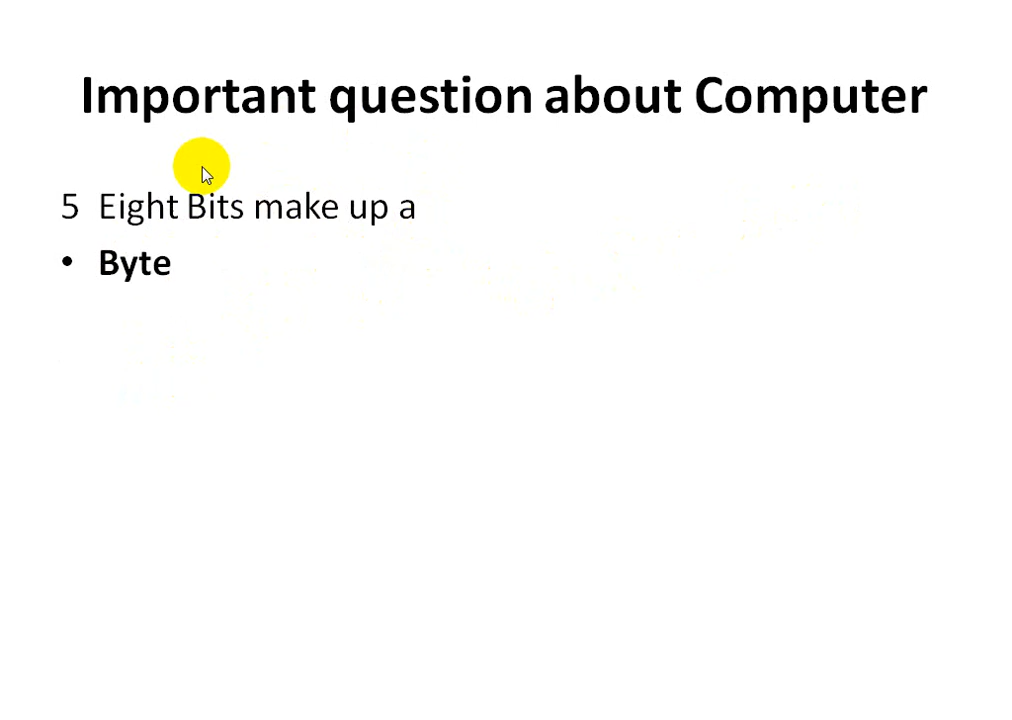 Important question about Computer
5 Eight Bits make up a
• Byte